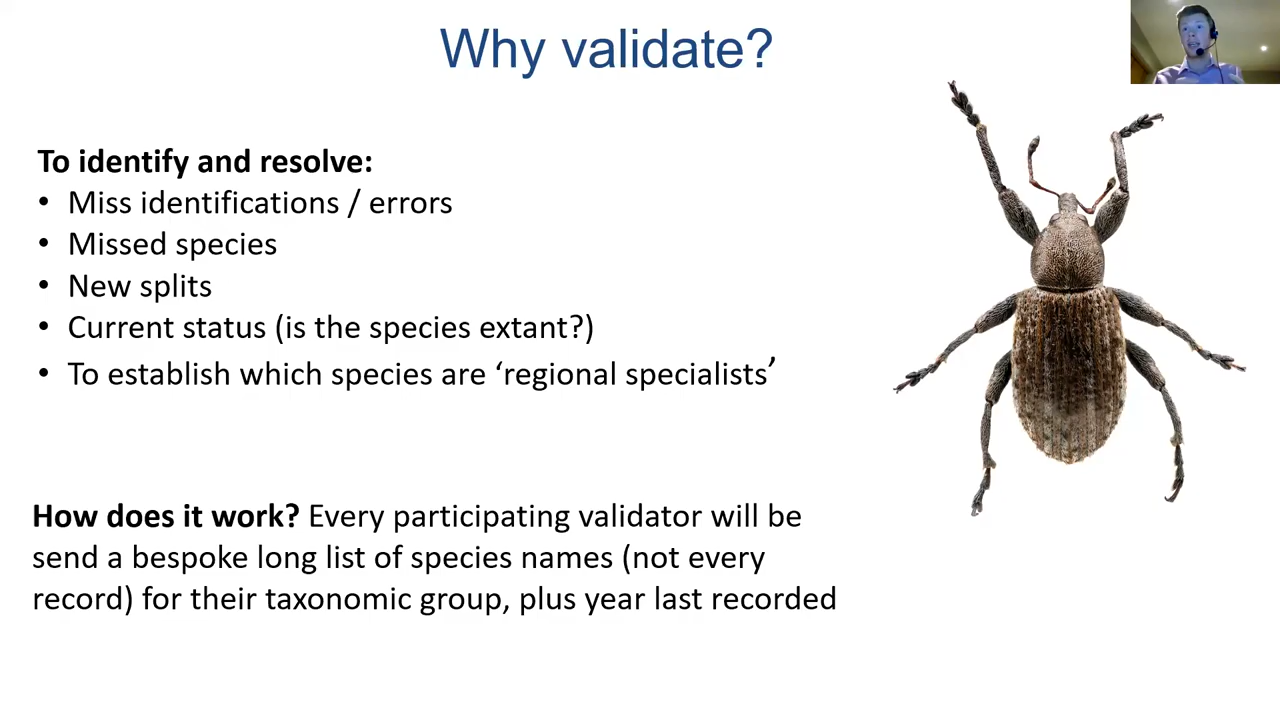 Why validate?
To identify and resolve:
• Miss identifications / errors
• Missed species
• New splits
• Current status (is the species extant?)
• To establish which species are ‘regional specialists’
How does it work? Every participating validator will be
send a bespoke long list of species names (not every
record) for their taxonomic group, plus year last recorded